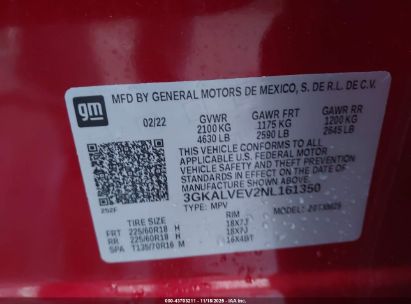 gm
MFD BY GENERAL MOTORS DE MEXICO, S. DE R.L. DE C.V.
02/22 GVWR GAWR FRT GAWR RR
2100 KG 1175 KG 1200 KG
4630 LB 2590 LB 2645 LB
THIS VEHICLE CONFORMS TO ALL
APPLICABLE U.S. FEDERAL MOTOR
VEHICLE SAFETY STANDARDS IN
EFFECT ON THE DATE OF
MANUFACTURE SHOWN ABOVE.
3GKALVEV2NL161350
TYPE: MPV MODEL:
TIRE SIZE RIM
FRT 225/60R18 H 18X7J
RR 225/60R18 H 18X7J
SPA T135/70R16 M 16X4BT